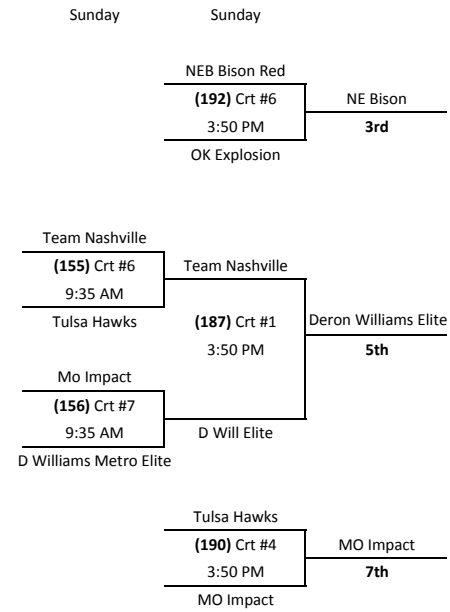 Sunday Sunday
NEB Bison Red
(192) Crt #6 NE Bison
3:50 PM 3rd
OK Explosion
Team Nashville
(155) Crt #6 Team Nashville
9:35 AM
Tulsa Hawks (187) Crt #1 Deron Williams Elite
3:50 PM 5th
Mo Impact
(156) Crt #7
9:35 AM D Will Elite
D Williams Metro Elite
Tulsa Hawks
(190) Crt #4 MO Impact
3:50 PM 7th
MO Impact